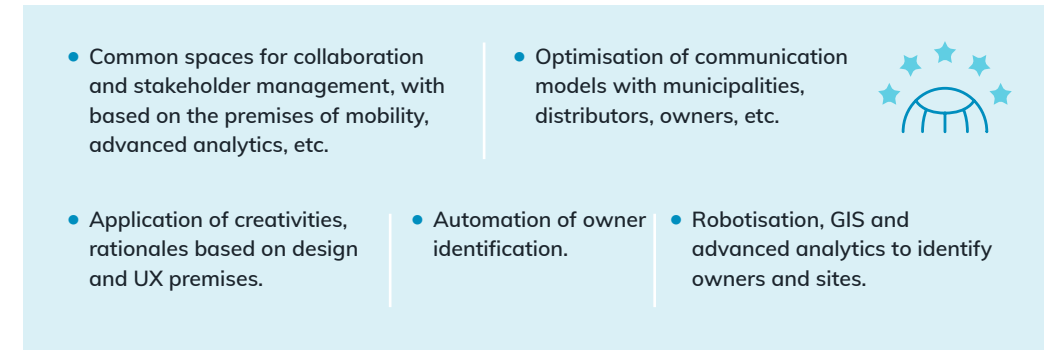 Common spaces for collaboration
and stakeholder management, with
based on the premises of mobility,
advanced analytics, etc.
Optimisation of communication
models with municipalities,
distributors, owners, etc.
Application of creativities,
rationales based on design
and UX premises.
Automation of owner
identification.
Robotisation, GIS and
advanced analytics to identify
owners and sites.